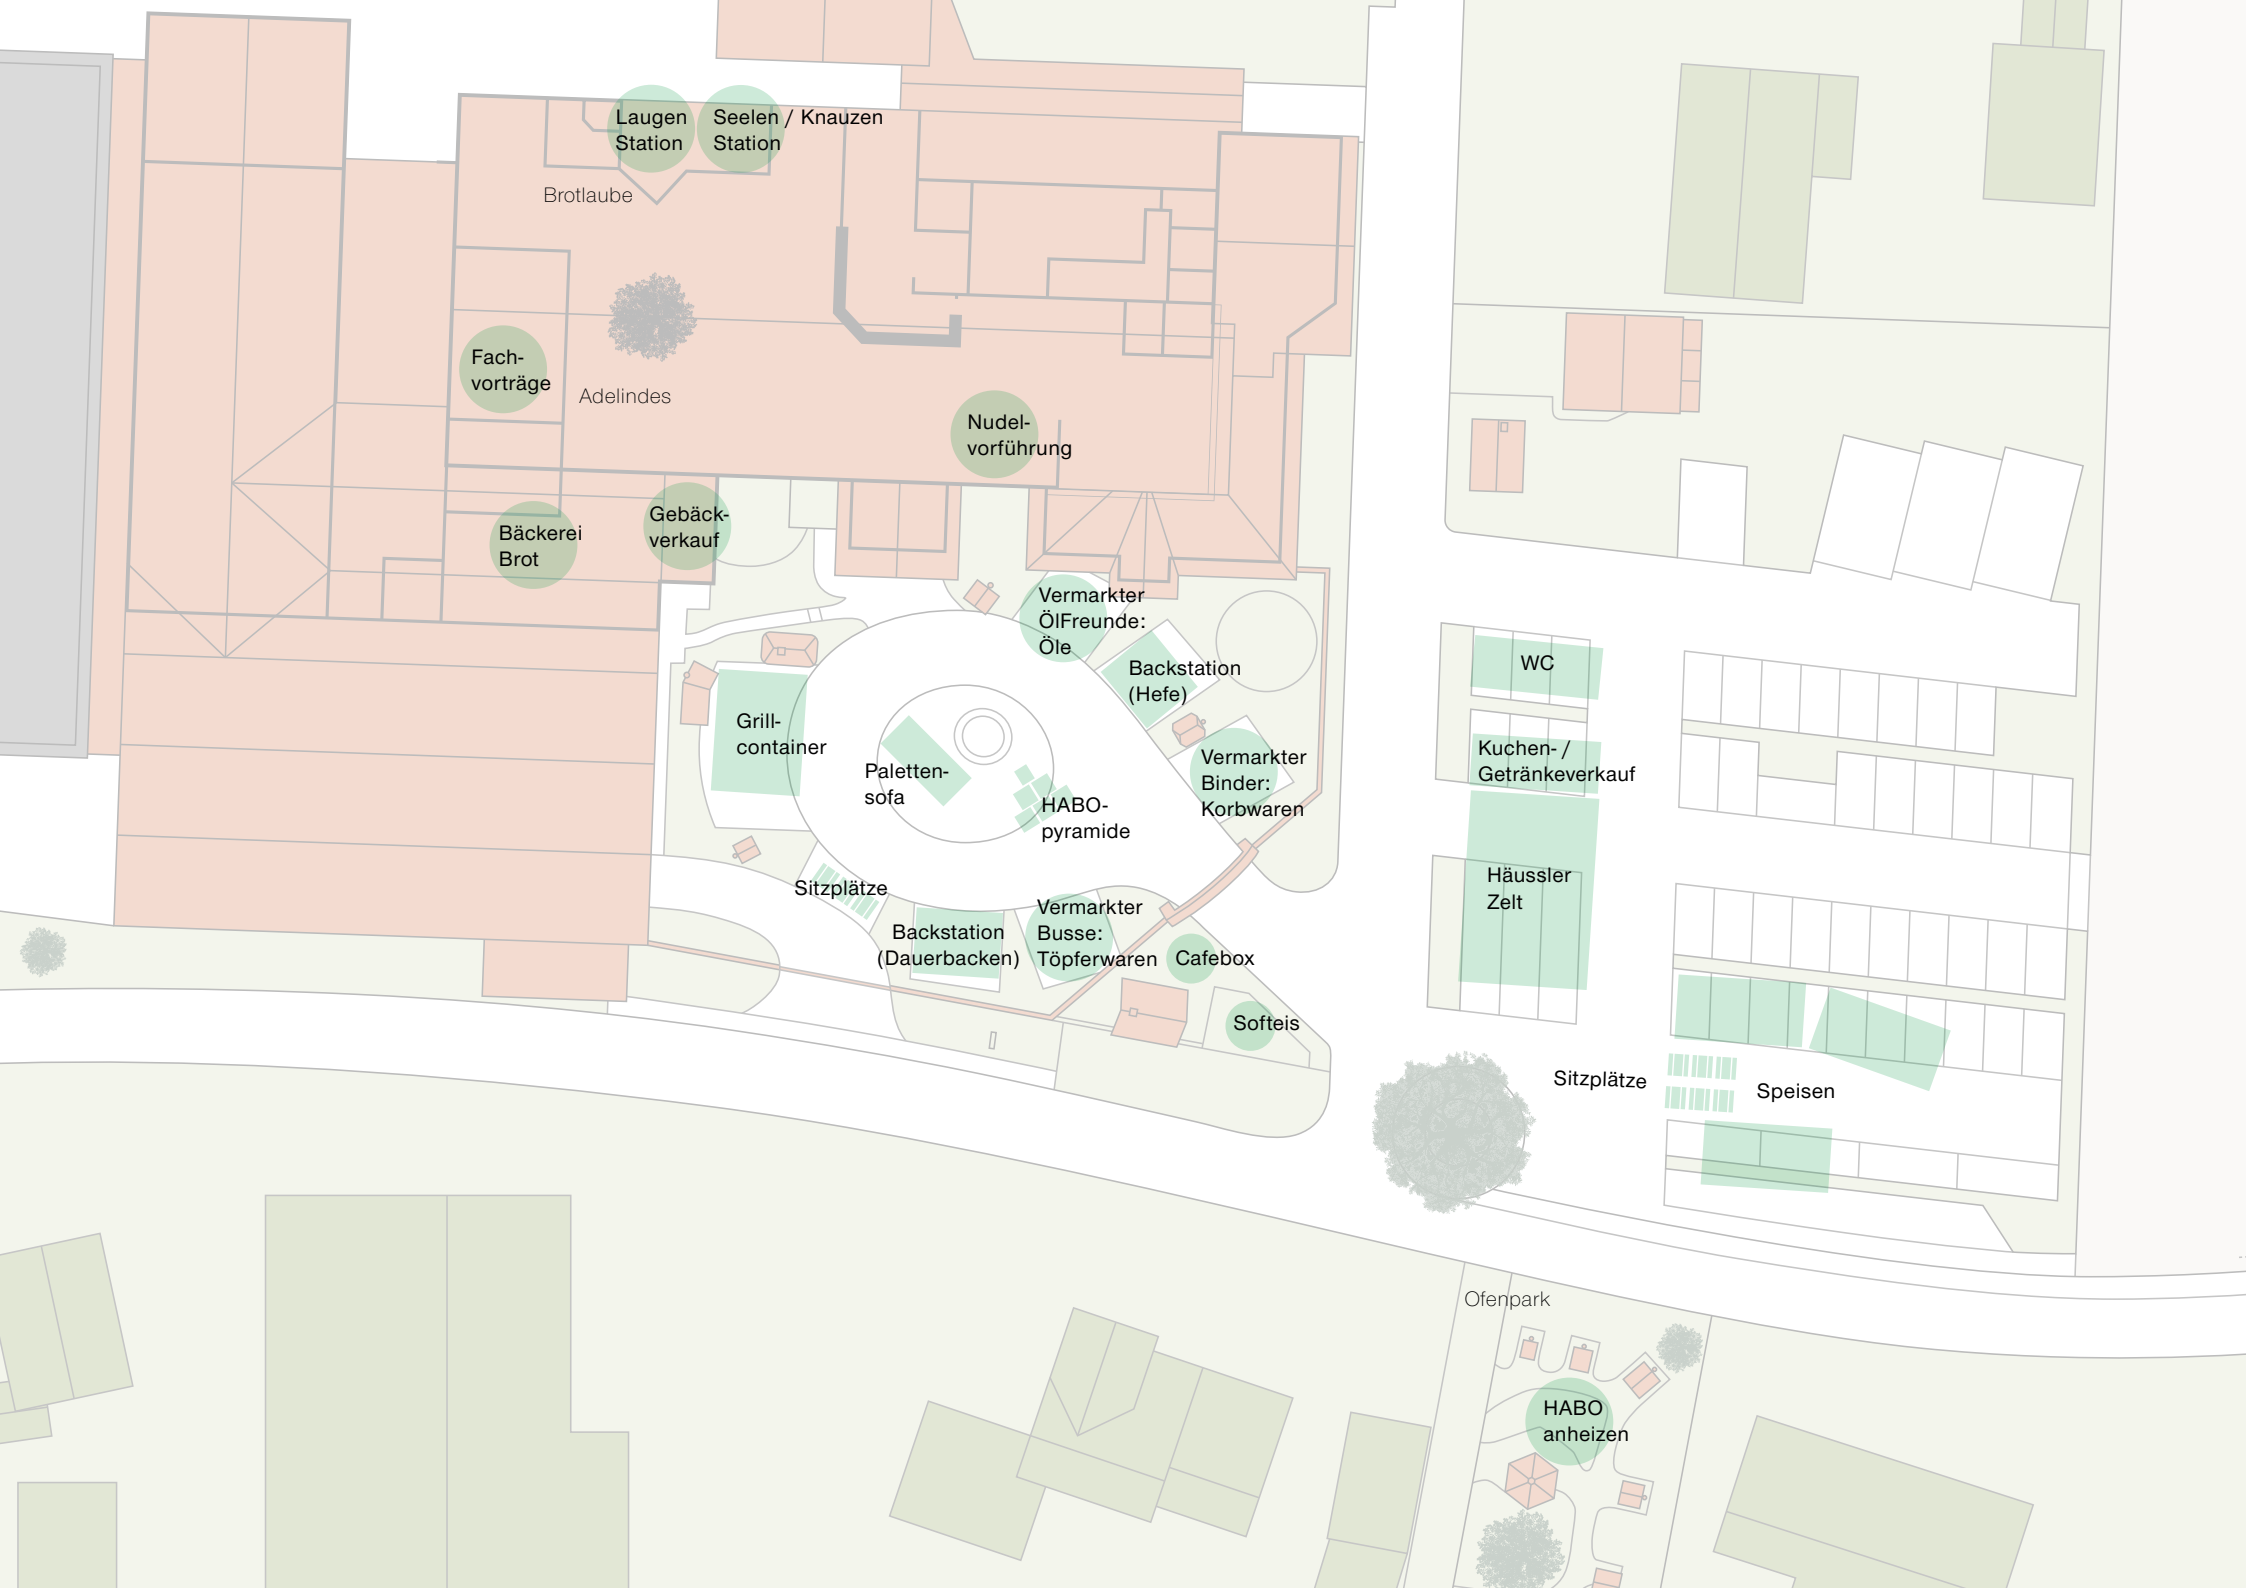 Laugen
Station
Seelen / Knauzen
Station
Brotlaube
Fach-
vorträge
Adelindes
Nudel-
vorführung
Bäckerei
Brot
Gebäck-
verkauf
Vermarkter
ÖlFreunde:
Öle
Backstation
(Hefe)
WC
Grill-
container
Paletten-
sofa
HABO-
pyramide
Vermarkter
Binder:
Korbwaren
Kuchen- /
Getränkeverkauf
Sitzplätze
Häussler
Zelt
Backstation
(Dauerbacken)
Vermarkter
Busse:
Töpferwaren
Cafebox
Softeis
Sitzplätze
Speisen
Ofenpark
HABO
anheizen